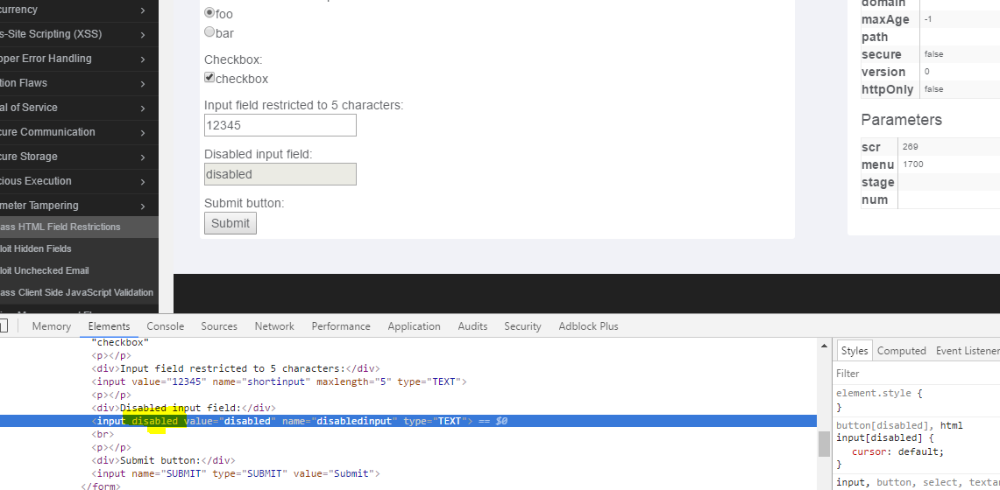 currency
s-Site Scripting (XSS)
oper Error Handling
tion Flaws
al of Service
cure Communication
cure Storage
cious Execution
meter Tampering
ass HTML Field Restrictions
loit Hidden Fields
loit Unchecked Email
ass Client Side JavaScript Validation
foo
bar
Checkbox:
checkbox
Input field restricted to 5 characters:
12345
Disabled input field:
disabled
Submit button:
Submit
domain
maxAge -1
path
secure false
version 0
httpOnly false
Parameters
scr 269
menu 1700
stage
num
Memory Elements Console Sources Network Performance Application Audits Security Adblock Plus
"checkbox"
<p></p>
<div>Input field restricted to 5 characters:</div>
<input value="12345" name="shortinput" maxlength="5" type="TEXT">
<p></p>
<div>Disabled input field:</div>
<input disabled value="disabled" name="disabledinput" type="TEXT"> == $0
<br>
<p></p>
<div>Submit button:</div>
<input name="SUBMIT" type="SUBMIT" value="Submit">
</form>
Styles Computed Event Listener
Filter
element.style {
}
button[disabled], html
input[disabled] {
cursor: default;
}
input, button, select, textar